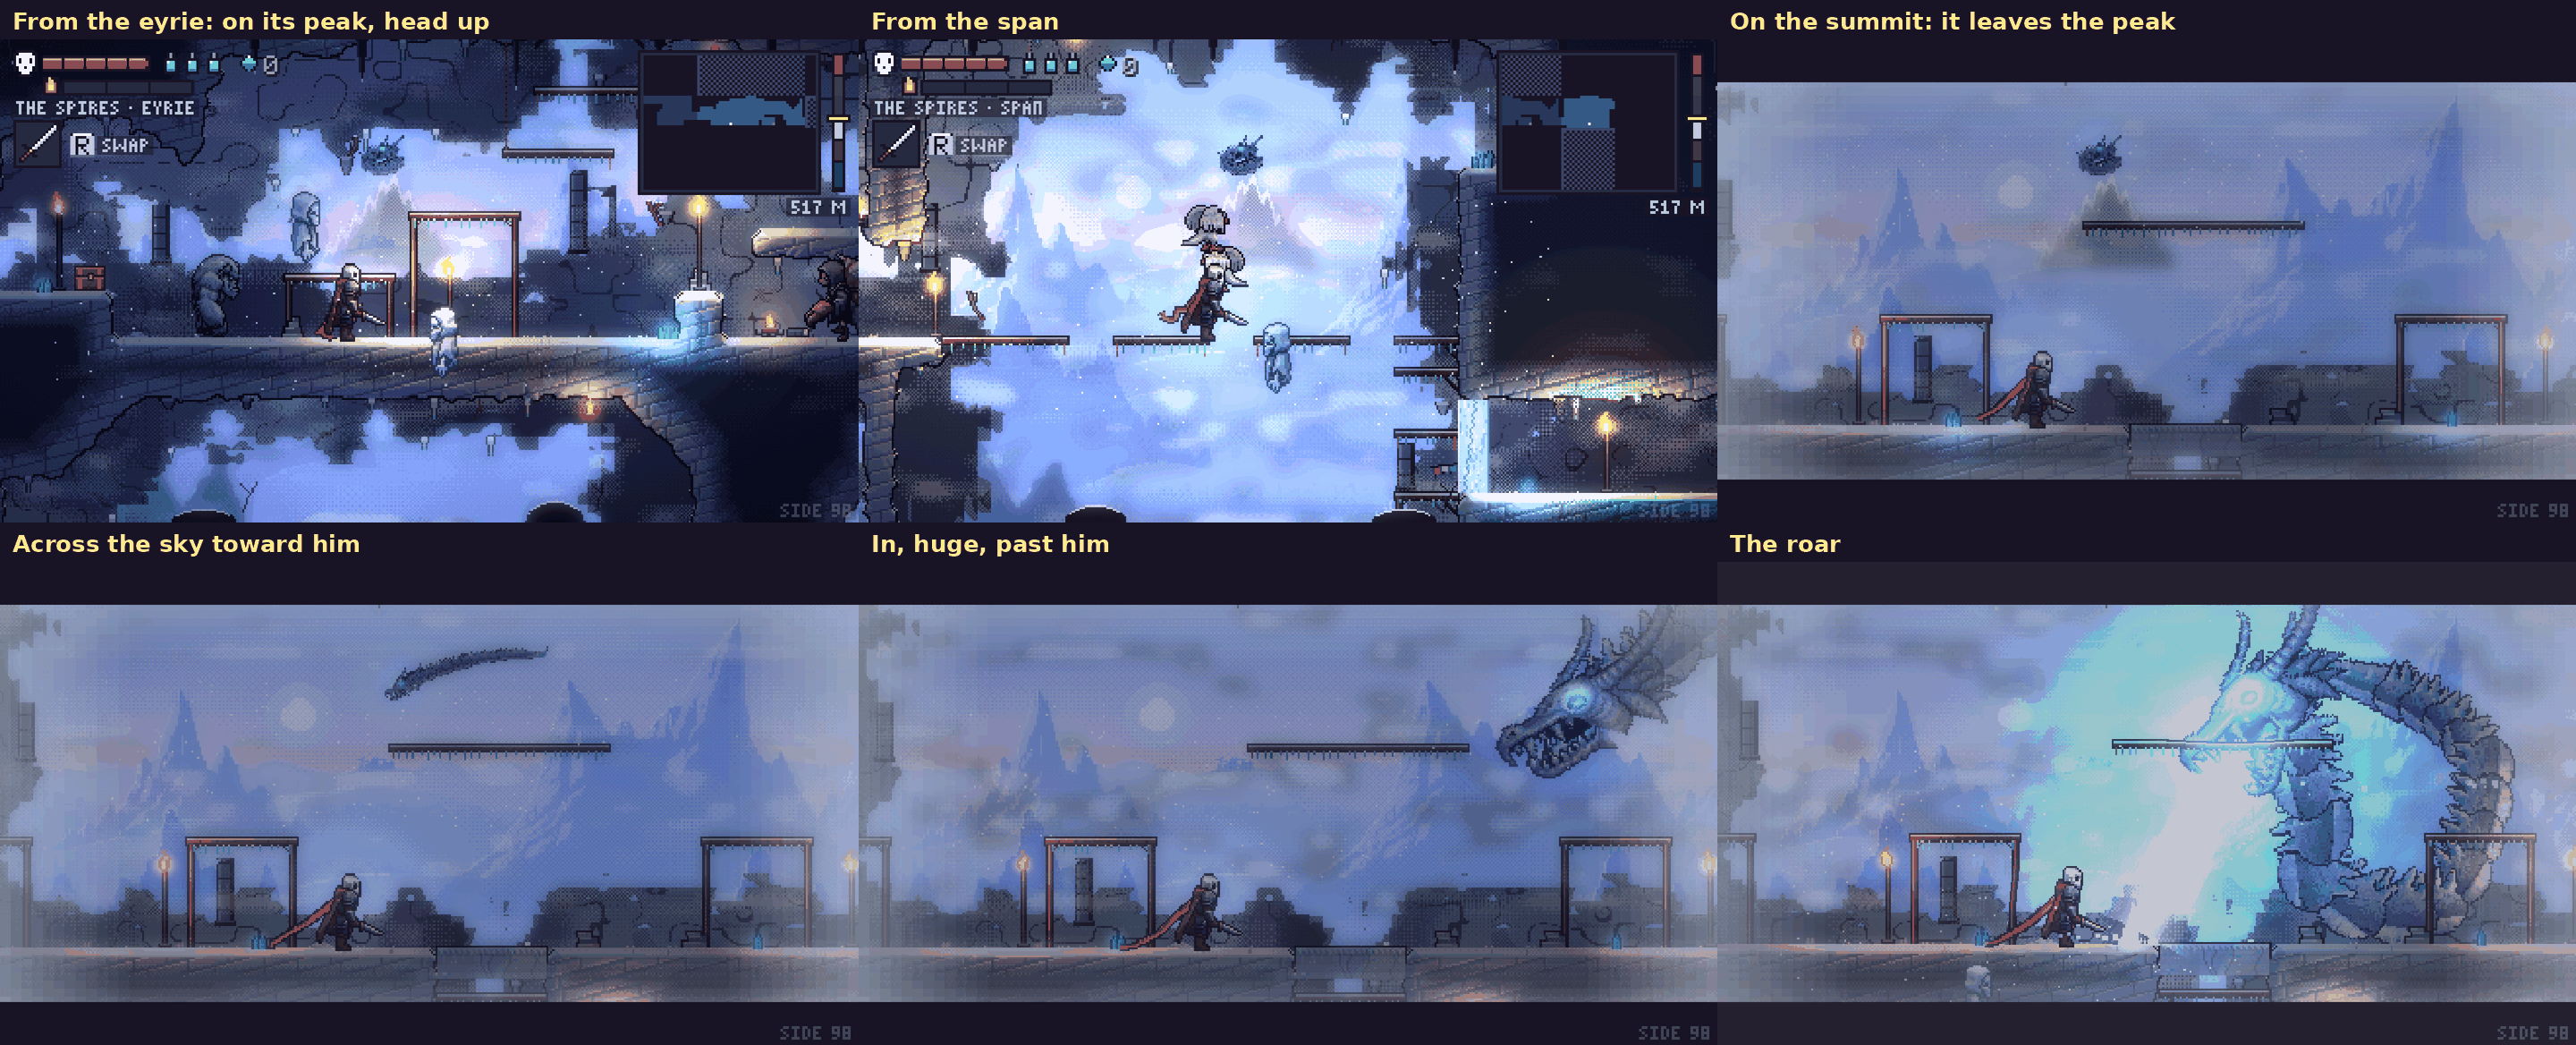 From the eyrie: on its peak, head up
0
THE SPIRES · EYRIE
R SWAP
517 M
SIDE 98
From the span
0
THE SPIRES · SPAN
R SWAP
517 M
SIDE 98
On the summit: it leaves the peak
SIDE 98
Across the sky toward him
SIDE 98
In, huge, past him
SIDE 98
The roar
SIDE 98